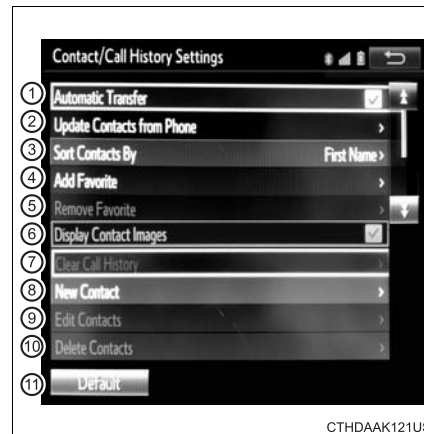 Contact/Call History Settings
1 Automatic Transfer
2 Update Contacts from Phone
3 Sort Contacts By First Name
4 Add Favorite
5 Remove Favorite
6 Display Contact Images
7 Clear Call History
8 New Contact
9 Edit Contacts
10 Delete Contacts
11 Default
CTHDAAK121US